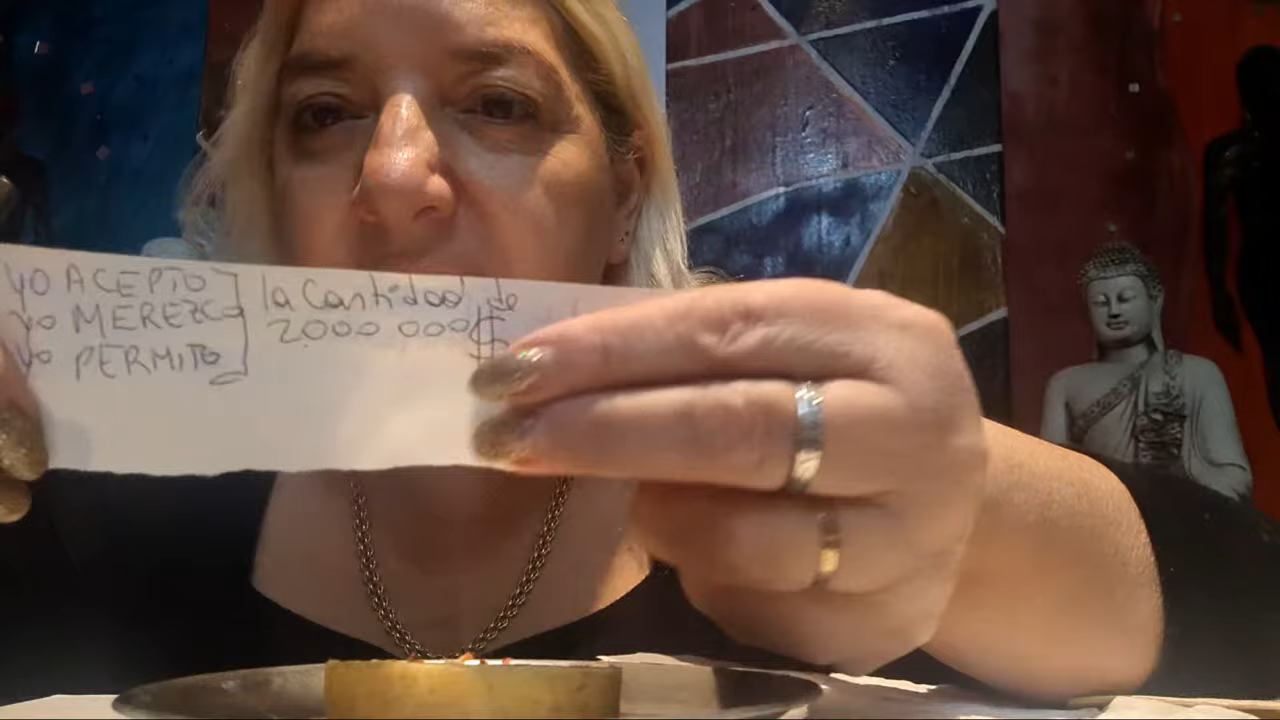 yo ACEPTO
yo MEREZCO
yo PERMITO
la Cantidad de
2000 000$